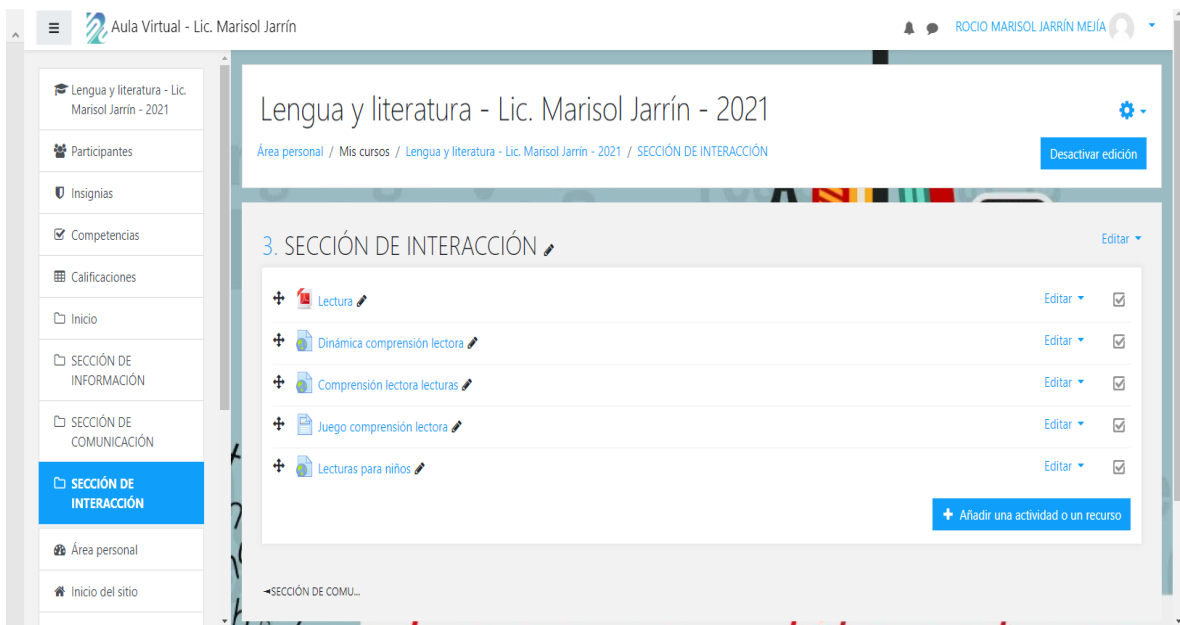 Aula Virtual - Lic. Marisol Jarrín
ROCIO MARISOL JARRÍN MEJÍA
Lengua y literatura - Lic.
Marisol Jarrín - 2021
Participantes
Insignias
Competencias
Calificaciones
Inicio
SECCIÓN DE
INFORMACIÓN
SECCIÓN DE
COMUNICACIÓN
SECCIÓN DE
INTERACCIÓN
Área personal
Inicio del sitio
Lengua y literatura - Lic. Marisol Jarrín - 2021
Área personal / Mis cursos / Lengua y literatura - Lic. Marisol Jarrín - 2021 / SECCIÓN DE INTERACCIÓN
Desactivar edición
3. SECCIÓN DE INTERACCIÓN
Editar
Lectura
Editar
Dinámica comprensión lectora
Editar
Comprensión lectora lecturas
Editar
Juego comprensión lectora
Editar
Lecturas para niños
Editar
+ Añadir una actividad o un recurso
◄SECCIÓN DE COMU...